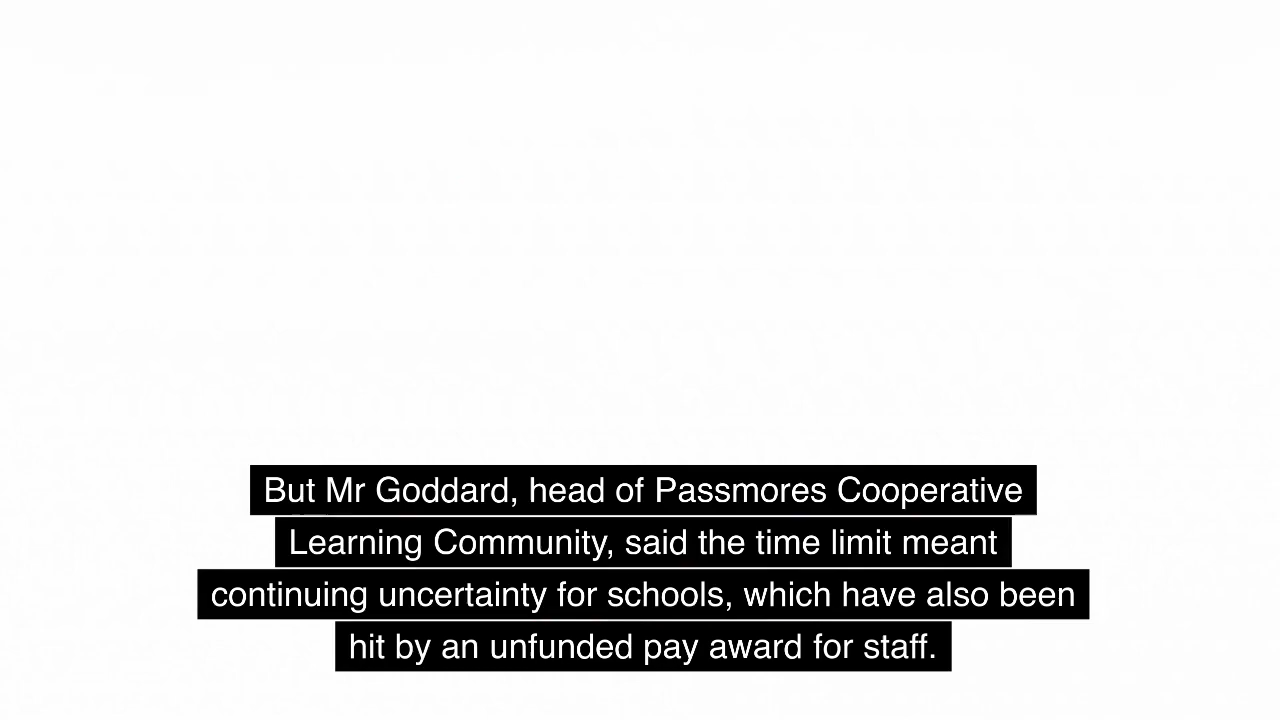 But Mr Goddard, head of Passmores Cooperative
Learning Community, said the time limit meant
continuing uncertainty for schools, which have also been
hit by an unfunded pay award for staff.